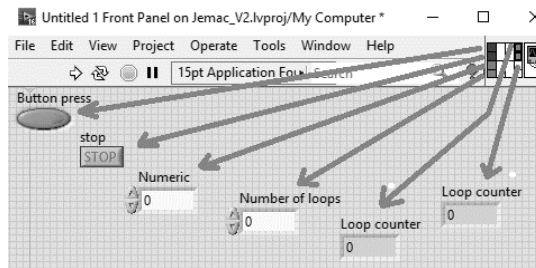 Untitled 1 Front Panel on Jemac_V2.lvproj/My Computer *
File Edit View Project Operate Tools Window Help
15pt Application Search
Button press
stop
STOP
Numeric
0
Number of loops
0
Loop counter
0
Loop counter
0